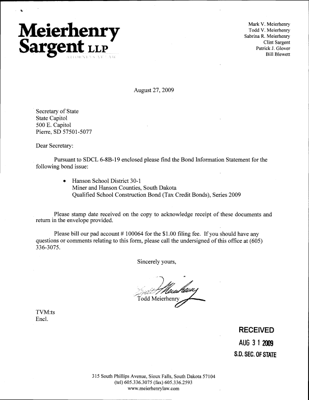 Meierhenry
Sargent LLP
Mark V. Meierhenry
Todd V. Meierhenry
Sabrina R. Meierhenry
Clint Sargent
Patrick J. Glover
Bill Blewett
August 27, 2009
Secretary of State
State Capitol
500 E. Capitol
Pierre, SD 57501-5077
Dear Secretary:
Pursuant to SDCL 6-8B-19 enclosed please find the Bond Information Statement for the
following bond issue:
• Hanson School District 30-1
Miner and Hanson Counties, South Dakota
Qualified School Construction Bond (Tax Credit Bonds), Series 2009
Please stamp date received on the copy to acknowledge receipt of these documents and
return in the envelope provided.
Please bill our pad account # 100064 for the $1.00 filing fee. If you should have any
questions or comments relating to this form, please call the undersigned of this office at (605)
336-3075.
Sincerely yours,
Todd Meierhenry
TVM:ts
Encl.
RECEIVED
AUG 31 2009
S.D. SEC. OF STATE
315 South Phillips Avenue, Sioux Falls, South Dakota 57104
(tel) 605.336.3075 (fax) 605.336.2593
www.meierhenrylaw.com